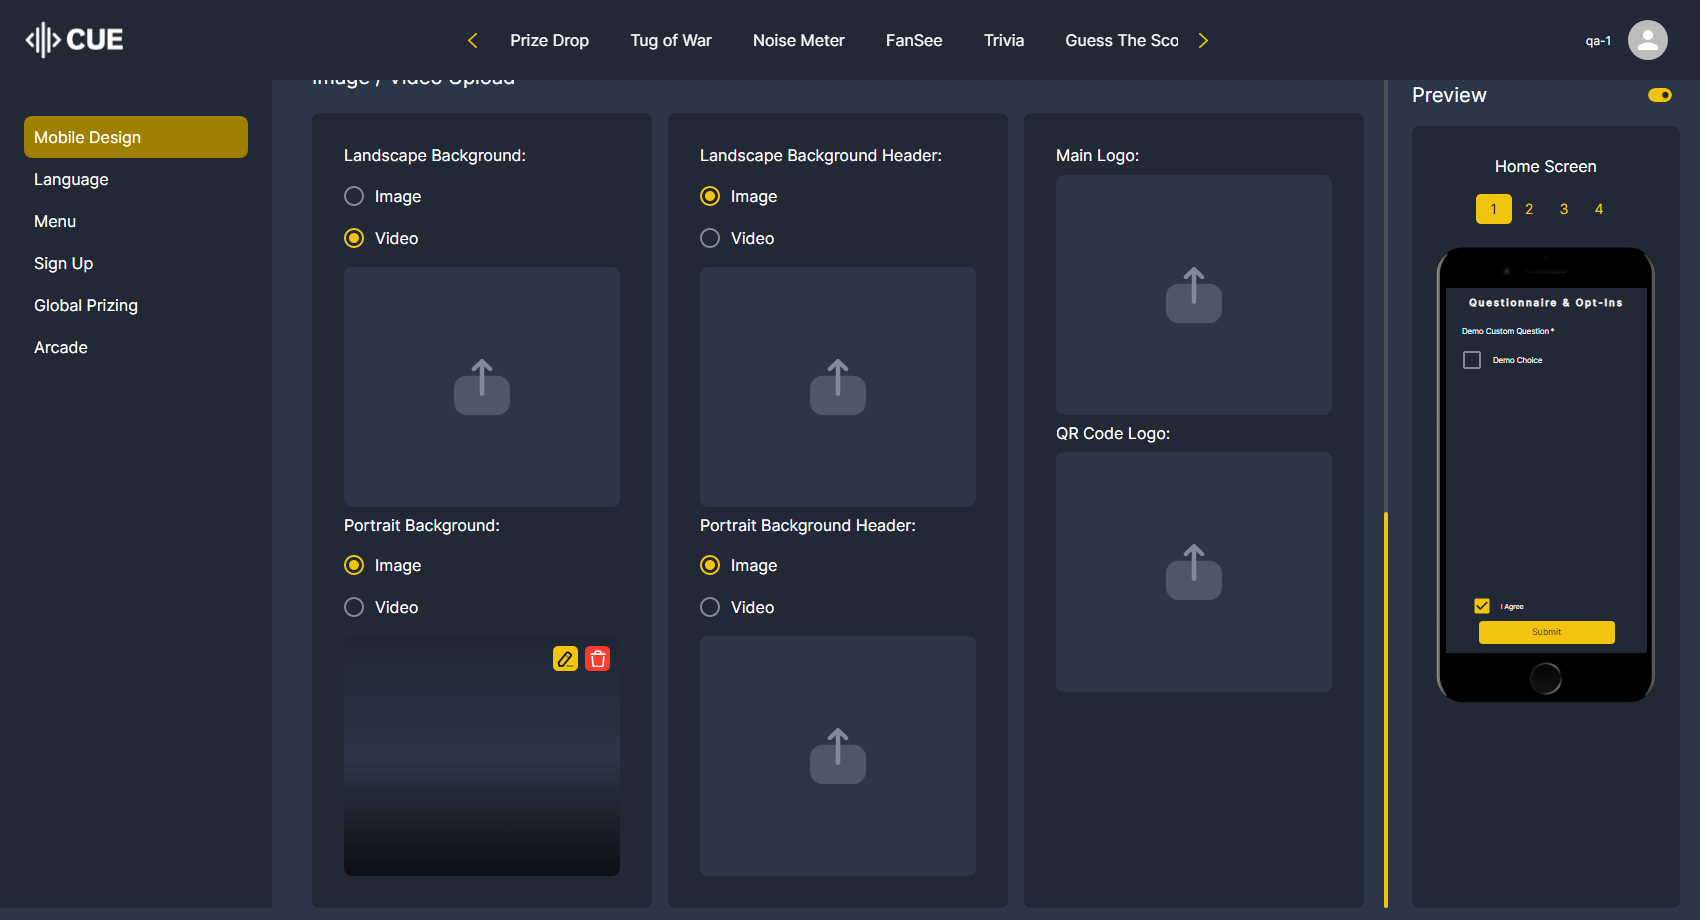 CUE
Prize Drop
Tug of War
Noise Meter
FanSee
Trivia
Guess The Sco
qa-1
Mobile Design
Language
Menu
Sign Up
Global Prizing
Arcade
Image / Video Upload
Landscape Background:
Image
Video
Portrait Background:
Image
Video
Landscape Background Header:
Image
Video
Portrait Background Header:
Image
Video
Main Logo:
QR Code Logo:
Preview
Home Screen
1 2 3 4
Questionnaire & Opt-Ins
Demo Custom Question *
Demo Choice
I Agree
Submit